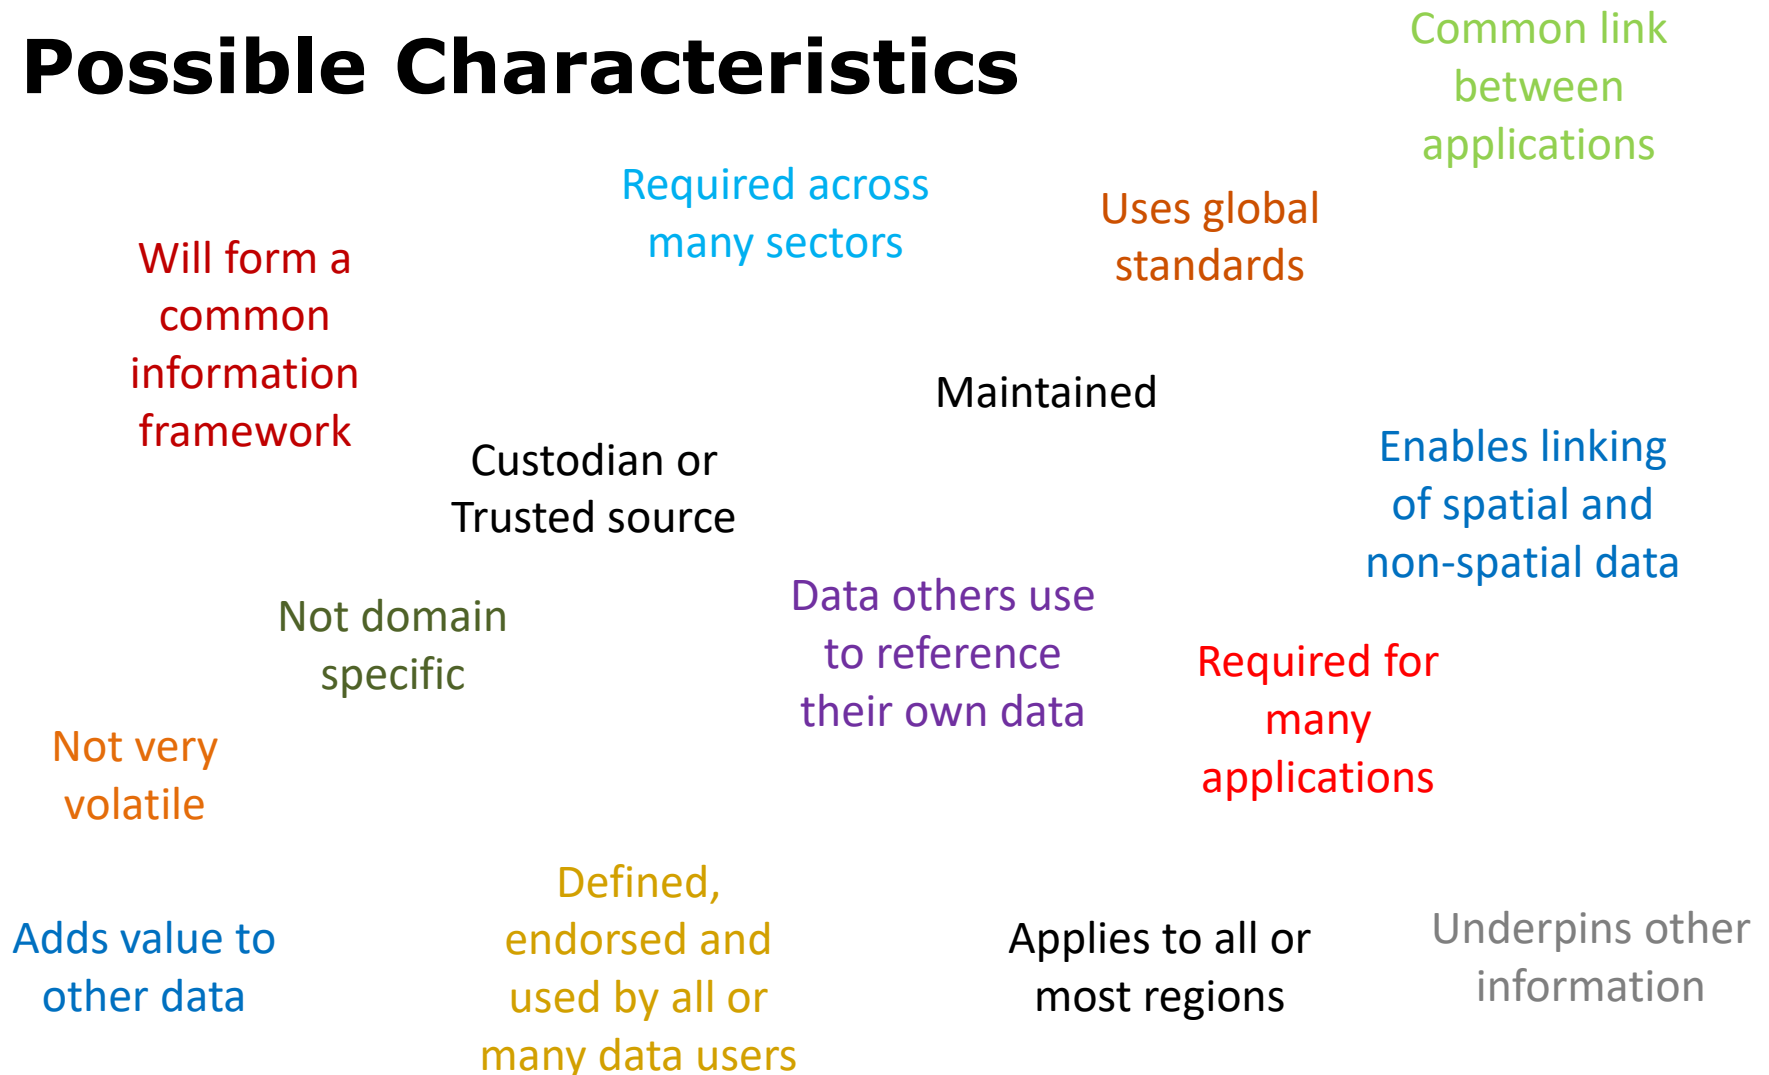 Possible Characteristics
Common link
between
applications
Required across
many sectors
Uses global
standards
Will form a
common
information
framework
Maintained
Custodian or
Trusted source
Enables linking
of spatial and
non-spatial data
Not domain
specific
Data others use
to reference
their own data
Required for
many
applications
Not very
volatile
Adds value to
other data
Defined,
endorsed and
used by all or
many data users
Applies to all or
most regions
Underpins other
information